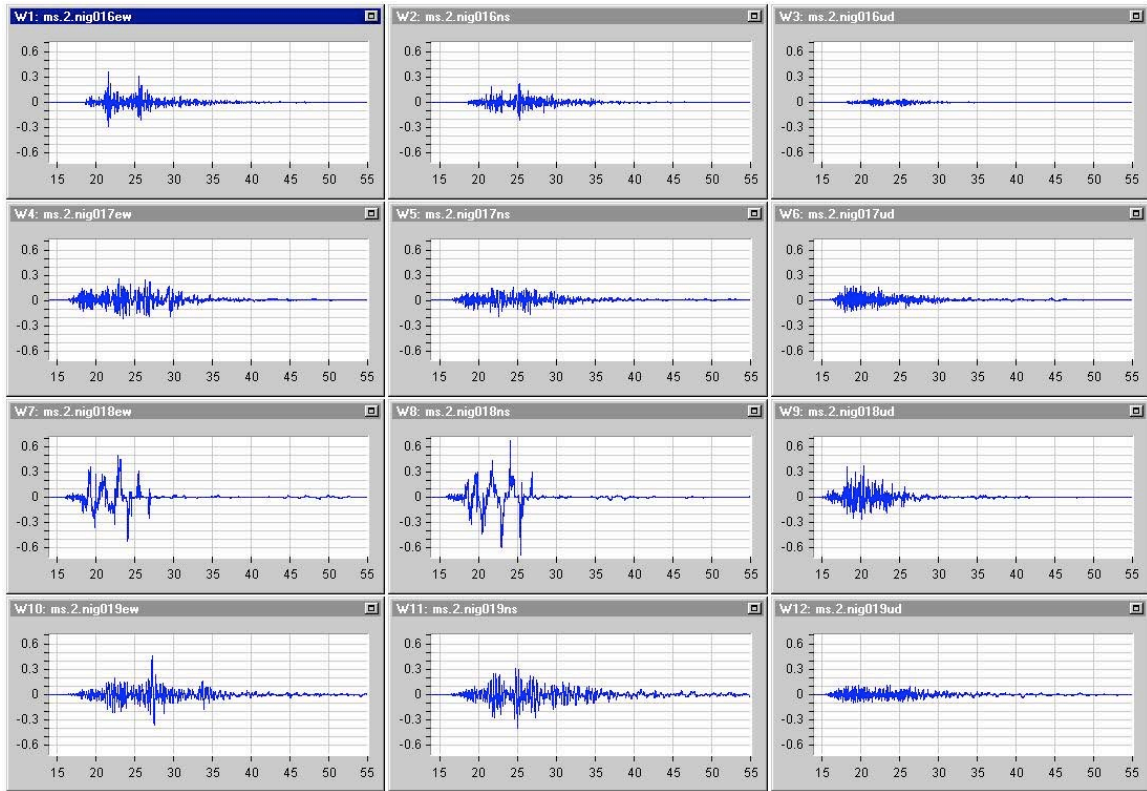 W1: ms.2.nig016ew
0.6
0.3
0
-0.3
-0.6
15 20 25 30 35 40 45 50 55
W2: ms.2.nig016ns
0.6
0.3
0
-0.3
-0.6
15 20 25 30 35 40 45 50 55
W3: ms.2.nig016ud
0.6
0.3
0
-0.3
-0.6
15 20 25 30 35 40 45 50 55
W4: ms.2.nig017ew
0.6
0.3
0
-0.3
-0.6
15 20 25 30 35 40 45 50 55
W5: ms.2.nig017ns
0.6
0.3
0
-0.3
-0.6
15 20 25 30 35 40 45 50 55
W6: ms.2.nig017ud
0.6
0.3
0
-0.3
-0.6
15 20 25 30 35 40 45 50 55
W7: ms.2.nig018ew
0.6
0.3
0
-0.3
-0.6
15 20 25 30 35 40 45 50 55
W8: ms.2.nig018ns
0.6
0.3
0
-0.3
-0.6
15 20 25 30 35 40 45 50 55
W9: ms.2.nig018ud
0.6
0.3
0
-0.3
-0.6
15 20 25 30 35 40 45 50 55
W10: ms.2.nig019ew
0.6
0.3
0
-0.3
-0.6
15 20 25 30 35 40 45 50 55
W11: ms.2.nig019ns
0.6
0.3
0
-0.3
-0.6
15 20 25 30 35 40 45 50 55
W12: ms.2.nig019ud
0.6
0.3
0
-0.3
-0.6
15 20 25 30 35 40 45 50 55